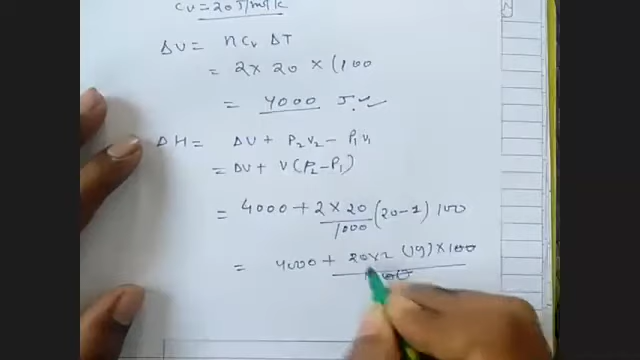 Cv = 20 J/mol k
ΔU = nCv ΔT
= 2 × 20 × (100
= 4000 J.
ΔH = ΔU + P2V2 - P1V1
= ΔU + V(P2 - P1)
= 4000 + 2 × 20 / 1000 (20 - 1) 100
= 4000 + 20×2 (19) × 100